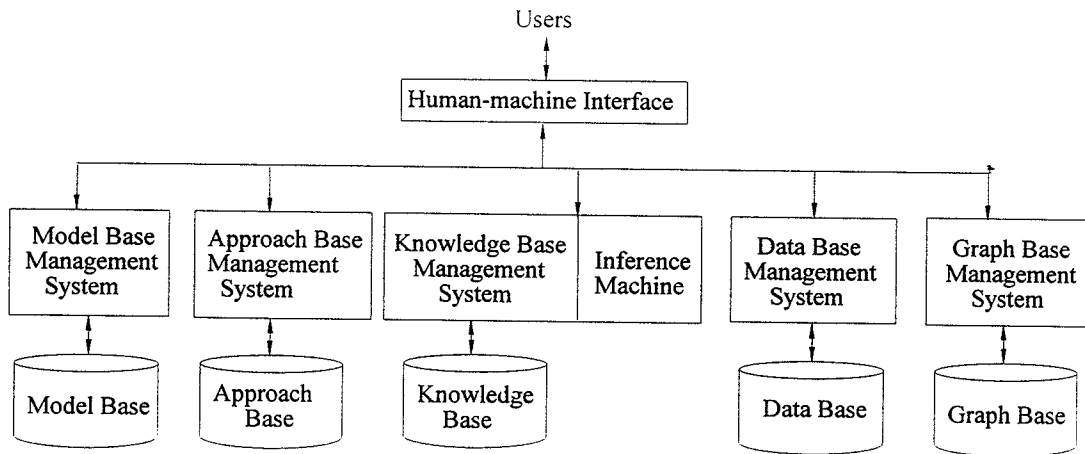 Users
Human-machine Interface
Model Base
Management
System
Approach Base
Management
System
Knowledge Base
Management
System
Inference
Machine
Data Base
Management
System
Graph Base
Management
System
Model Base
Approach
Base
Knowledge
Base
Data Base
Graph Base